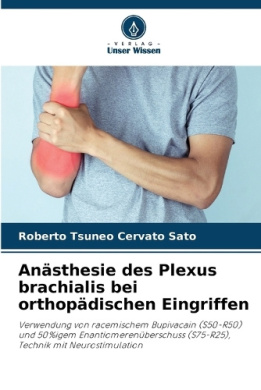 VERLAG
Unser Wissen
Roberto Tsuneo Cervato Sato
Anästhesie des Plexus
brachialis bei
orthopädischen Eingriffen
Verwendung von racemischem Bupivacain (S50-R50)
und 50%igem Enantiomerenüberschuss (S75-R25),
Technik mit Neurostimulation